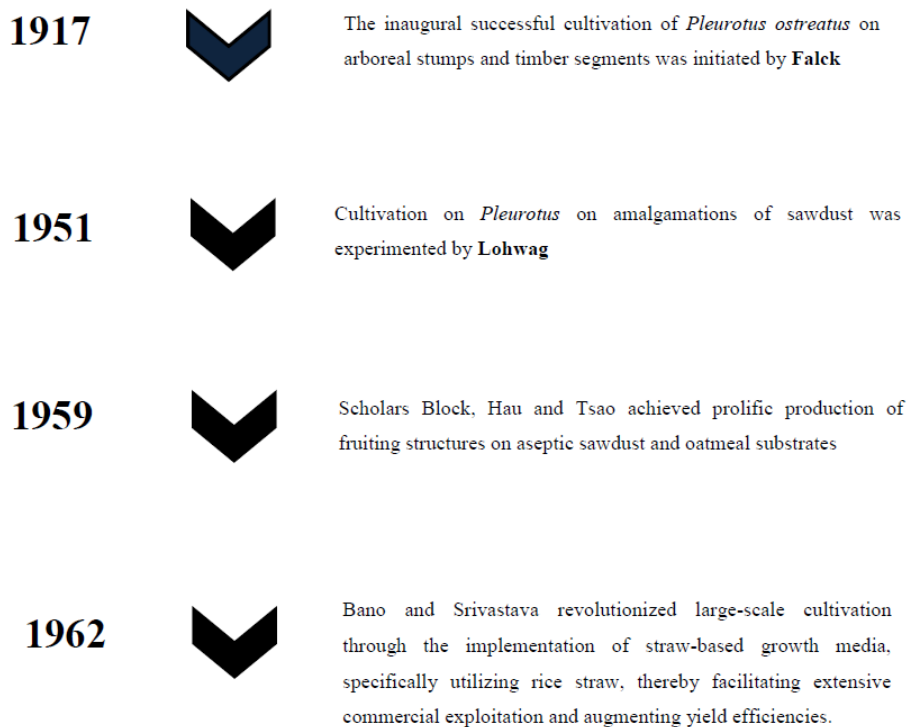 1917
The inaugural successful cultivation of Pleurotus ostreatus on
arboreal stumps and timber segments was initiated by Falck
1951
Cultivation on Pleurotus on amalgamations of sawdust was
experimented by Lohwag
1959
Scholars Block, Hau and Tsao achieved prolific production of
fruiting structures on aseptic sawdust and oatmeal substrates
1962
Bano and Srivastava revolutionized large-scale cultivation
through the implementation of straw-based growth media,
specifically utilizing rice straw, thereby facilitating extensive
commercial exploitation and augmenting yield efficiencies.